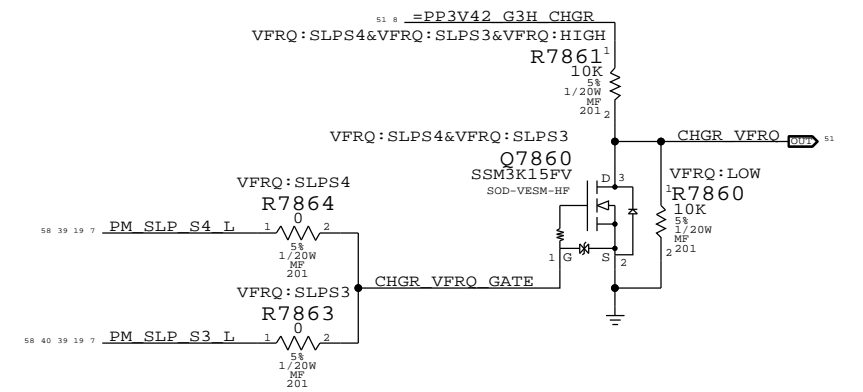 51 8 =PP3V42_G3H_CHGR
VFRQ:SLPS4&VFRQ:SLPS3&VFRQ:HIGH
R7861 1
10K
5%
1/20W
MF
201 2
VFRQ:SLPS4&VFRQ:SLPS3
CHGR_VFRQ OUT 51
Q7860
SSM3K15FV
SOD-VESM-HF
D 3
VFRQ:LOW
1 R7860
10K
5%
1/20W
MF
2 201
VFRQ:SLPS4
R7864
0
58 39 19 7 PM_SLP_S4_L 1 2
5%
1/20W
MF
201
1 G S 2
CHGR_VFRQ_GATE
VFRQ:SLPS3
R7863
0
58 40 39 19 7 PM_SLP_S3_L 1 2
5%
1/20W
MF
201